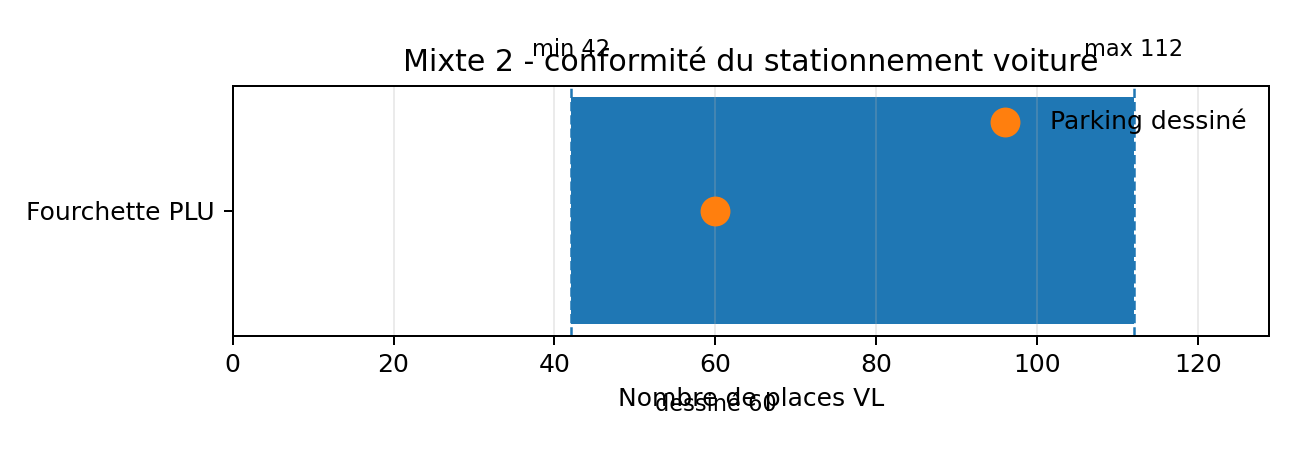 min 42
max 112
Mixte 2 - conformité du stationnement voiture
Parking dessiné
Fourchette PLU
0 20 40 60 80 100 120
Nombre de places VL
dessiné 60